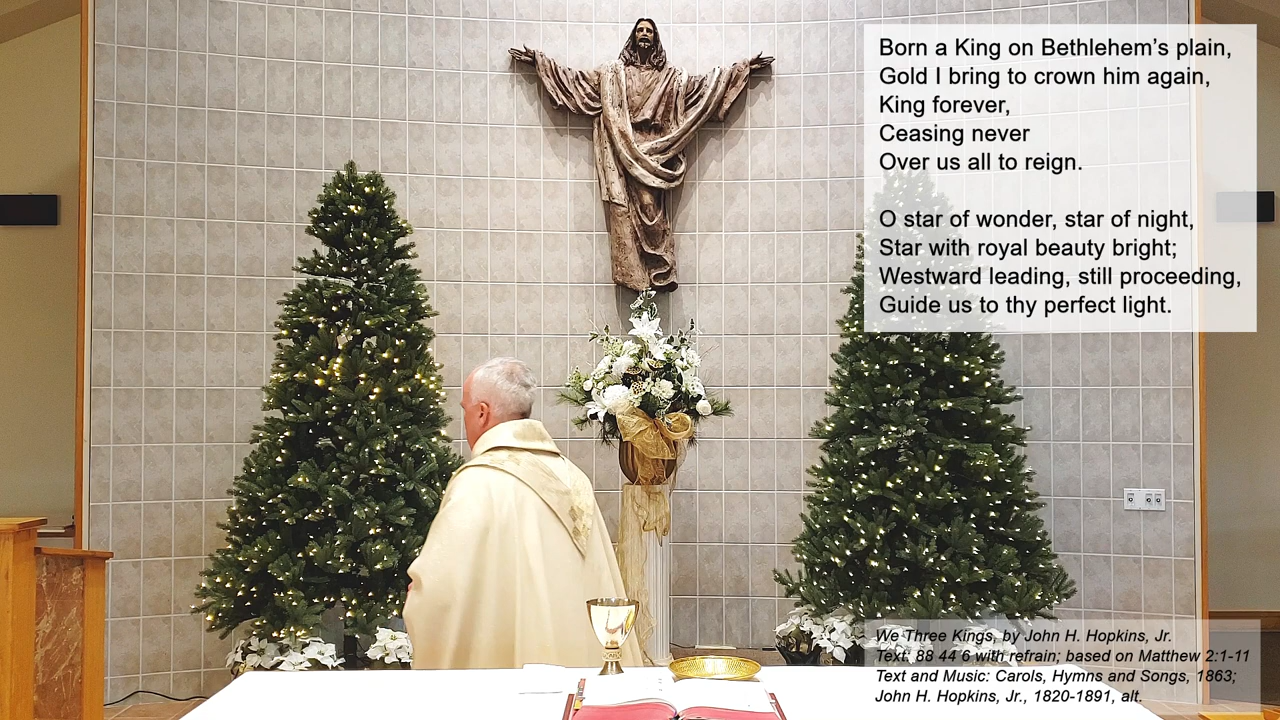 Born a King on Bethlehem’s plain,
Gold I bring to crown him again,
King forever,
Ceasing never
Over us all to reign.
O star of wonder, star of night,
Star with royal beauty bright;
Westward leading, still proceeding,
Guide us to thy perfect light.
We Three Kings, by John H. Hopkins, Jr.
Text: 88 44 6 with refrain; based on Matthew 2:1-11
Text and Music: Carols, Hymns and Songs, 1863;
John H. Hopkins, Jr., 1820-1891, alt.